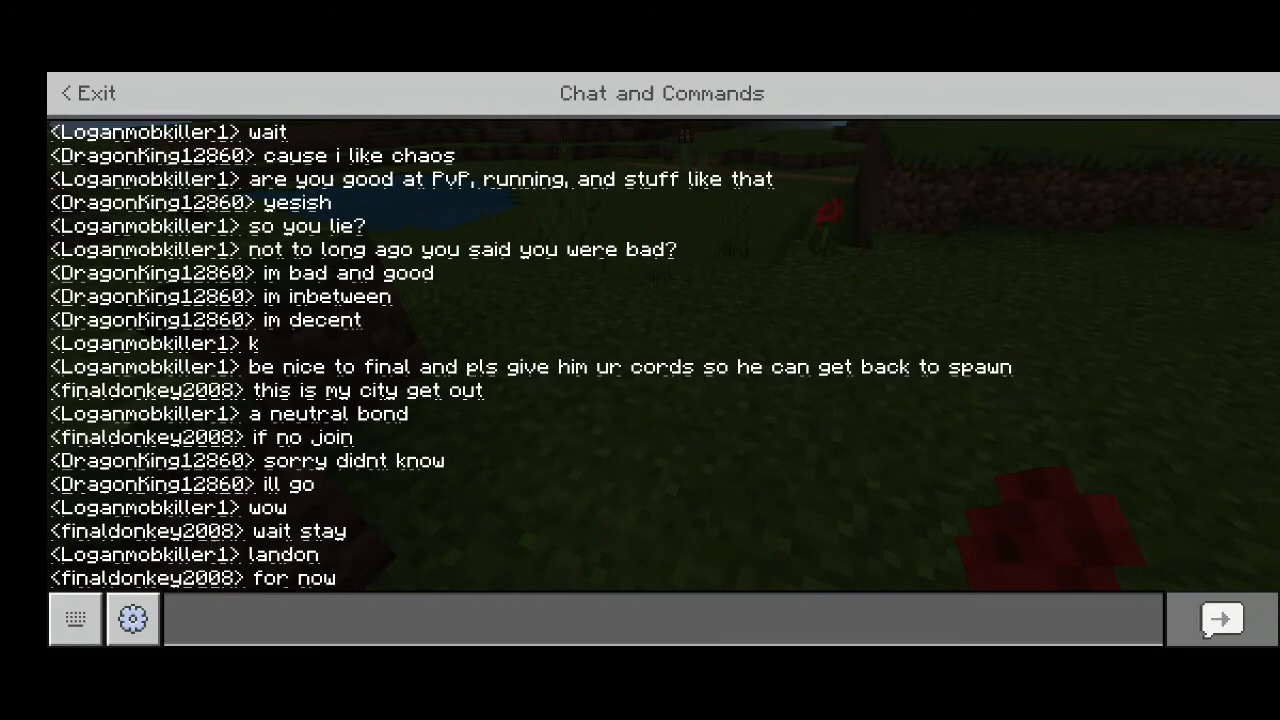 < Exit
Chat and Commands
<Loganmobkiller1> wait
<DragonKing12860> cause i like chaos
<Loganmobkiller1> are you good at PvP, running, and stuff like that
<DragonKing12860> yesish
<Loganmobkiller1> so you lie?
<Loganmobkiller1> not to long ago you said you were bad?
<DragonKing12860> im bad and good
<DragonKing12860> im inbetween
<DragonKing12860> im decent
<Loganmobkiller1> k
<Loganmobkiller1> be nice to final and pls give him ur cords so he can get back to spawn
<finaldonkey2008> this is my city get out
<Loganmobkiller1> a neutral bond
<finaldonkey2008> if no join
<DragonKing12860> sorry didnt know
<DragonKing12860> ill go
<Loganmobkiller1> wow
<finaldonkey2008> wait stay
<Loganmobkiller1> landon
<finaldonkey2008> for now